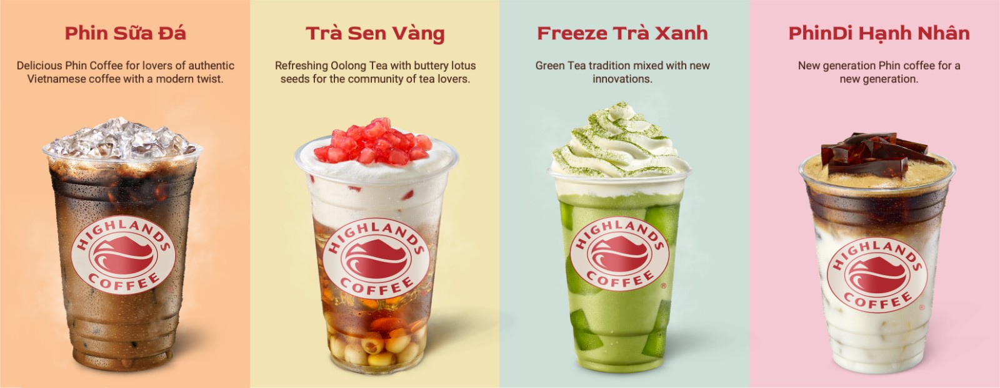 Phin Sữa Đá
Delicious Phin Coffee for lovers of authentic
Vietnamese coffee with a modern twist.
HIGHLANDS
COFFEE
Trà Sen Vàng
Refreshing Oolong Tea with buttery lotus
seeds for the community of tea lovers.
HIGHLANDS
COFFEE
Freeze Trà Xanh
Green Tea tradition mixed with new
innovations.
HIGHLANDS
COFFEE
®
PhinDi Hạnh Nhân
New generation Phin coffee for a
new generation.
HIGHLANDS
COFFEE
®